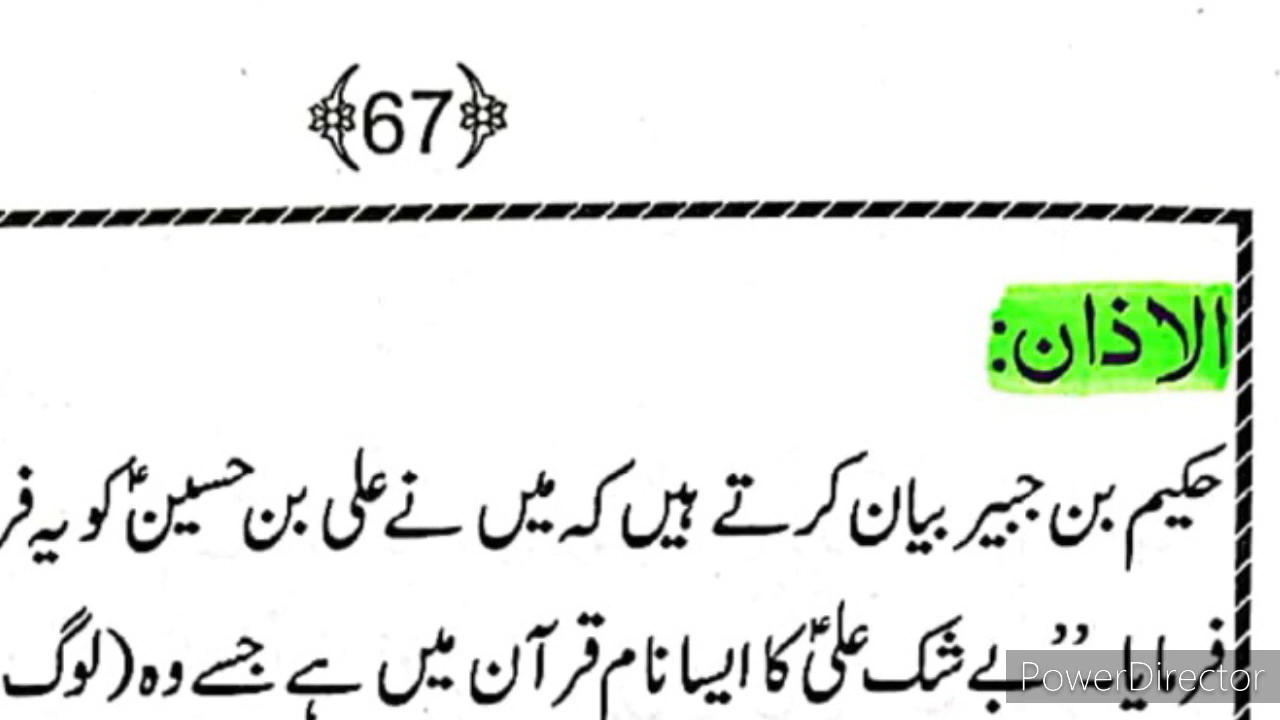 ﴿67﴾
الاذان:
حکیم بن جبیر بیان کرتے ہیں کہ میں نے علی بن حسینؑ کو یہ فر
فرمایا۔ ’’بے شک علیؑ کا ایسا نام قرآن میں ہے جسے وہ (لوگ
PowerDirector